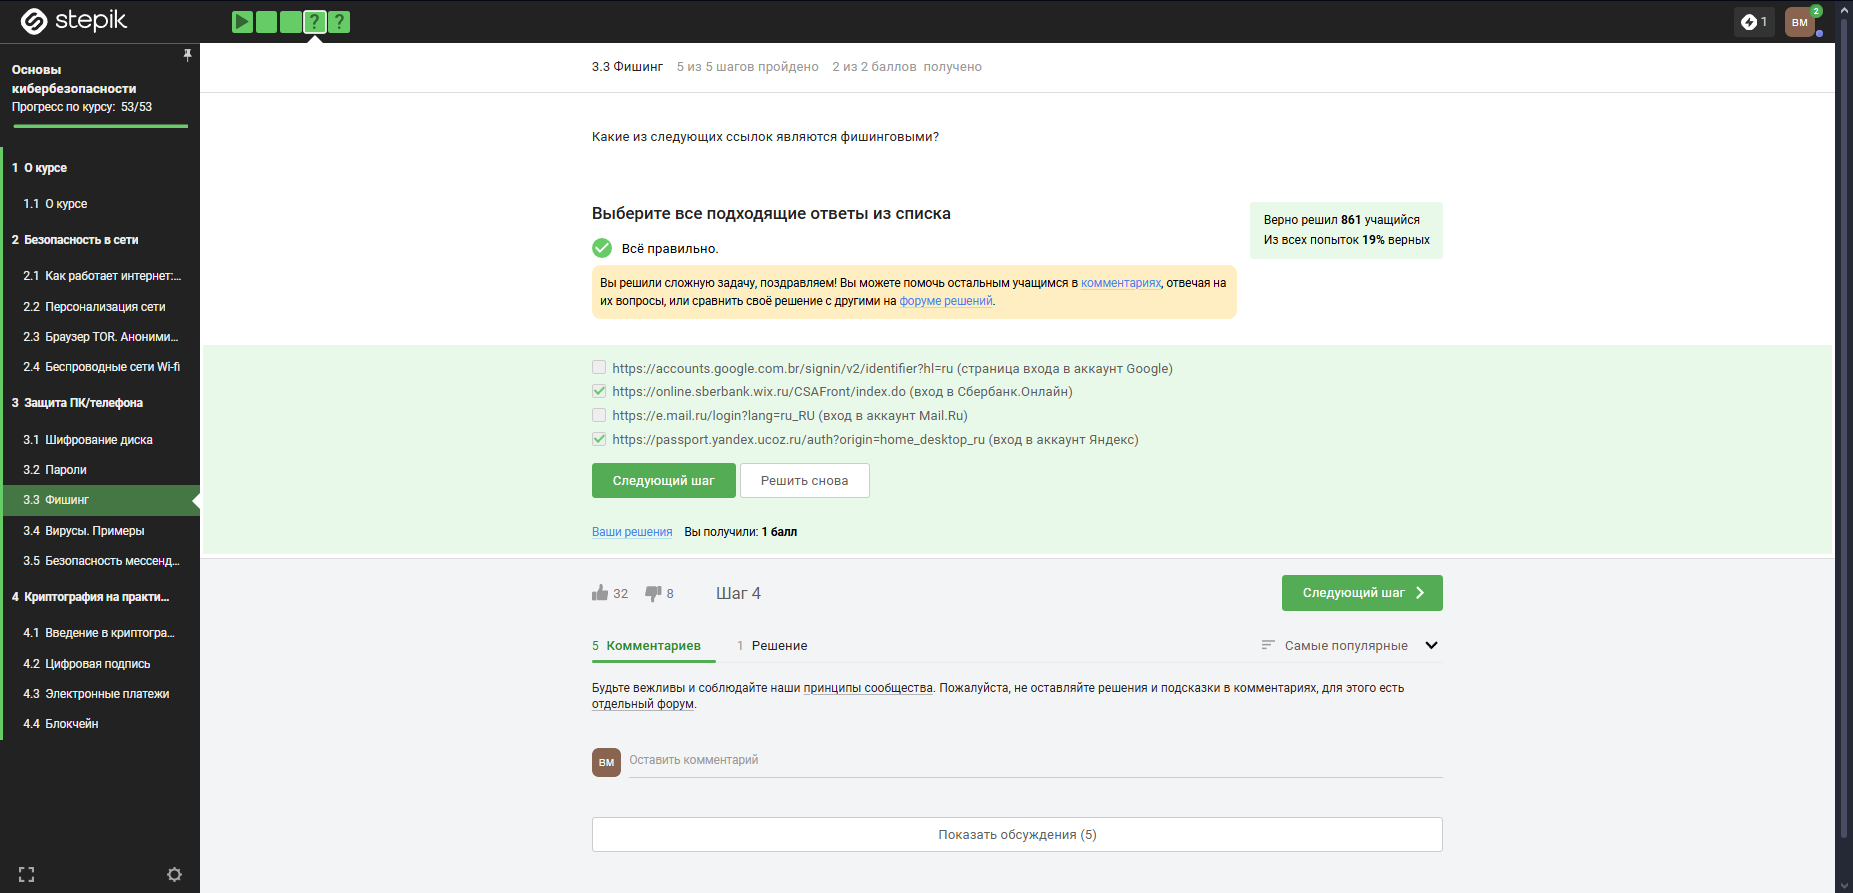 stepik
? ?
1
ВМ
2
Основы
кибербезопасности
Прогресс по курсу: 53/53
1 О курсе
1.1 О курсе
2 Безопасность в сети
2.1 Как работает интернет:...
2.2 Персонализация сети
2.3 Браузер TOR. Аноними...
2.4 Беспроводные сети Wi-fi
3 Защита ПК/телефона
3.1 Шифрование диска
3.2 Пароли
3.3 Фишинг
3.4 Вирусы. Примеры
3.5 Безопасность мессенд...
4 Криптография на практи...
4.1 Введение в криптогра...
4.2 Цифровая подпись
4.3 Электронные платежи
4.4 Блокчейн
3.3 Фишинг 5 из 5 шагов пройдено 2 из 2 баллов получено
Какие из следующих ссылок являются фишинговыми?
Выберите все подходящие ответы из списка
Верно решил 861 учащийся
Из всех попыток 19% верных
Всё правильно.
Вы решили сложную задачу, поздравляем! Вы можете помочь остальным учащимся в комментариях, отвечая на
их вопросы, или сравнить своё решение с другими на форуме решений.
https://accounts.google.com.br/signin/v2/identifier?hl=ru (страница входа в аккаунт Google)
https://online.sberbank.wix.ru/CSAFront/index.do (вход в Сбербанк.Онлайн)
https://e.mail.ru/login?lang=ru_RU (вход в аккаунт Mail.Ru)
https://passport.yandex.ucoz.ru/auth?origin=home_desktop_ru (вход в аккаунт Яндекс)
Следующий шаг Решить снова
Ваши решения Вы получили: 1 балл
32 8 Шаг 4 Следующий шаг
5 Комментариев 1 Решение Самые популярные
Будьте вежливы и соблюдайте наши принципы сообщества. Пожалуйста, не оставляйте решения и подсказки в комментариях, для этого есть
отдельный форум.
ВМ Оставить комментарий
Показать обсуждения (5)